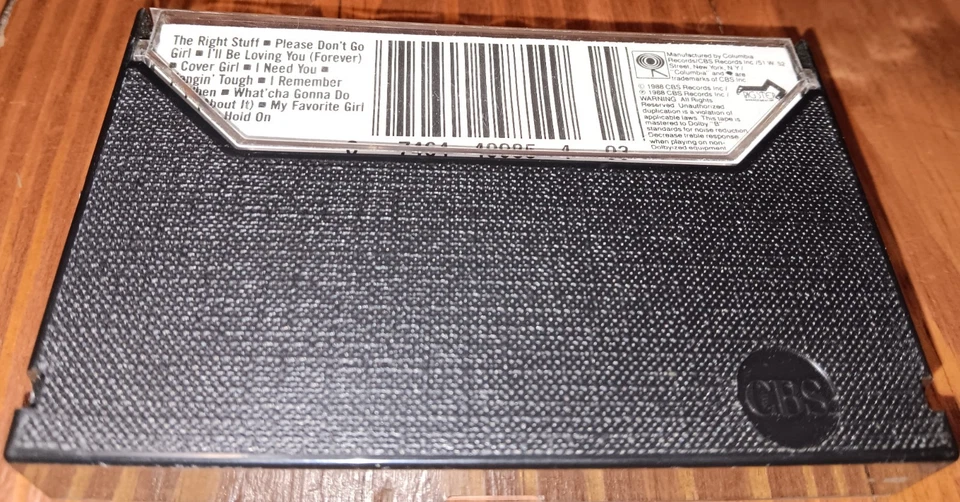 The Right Stuff ▪ Please Don't Go
Girl ▪ I'll Be Loving You (Forever)
▪ Cover Girl ▪ I Need You ▪
angin' Tough ▪ I Remember
hen ▪ What'cha Gonna Do
bout It) ▪ My Favorite Girl
Hold On
Manufactured by Columbia
Records/CBS Records Inc./51 W. 52
Street, New York, N.Y./
"Columbia" and are
trademarks of CBS Inc.
© 1988 CBS Records Inc./
℗ 1988 CBS Records Inc./
WARNING: All Rights
Reserved. Unauthorized
duplication is a violation of
applicable laws. This tape is
mastered to Dolby "B"
standards for noise reduction.
Decrease treble response
when playing on non-
Dolbyized equipment.
CBS